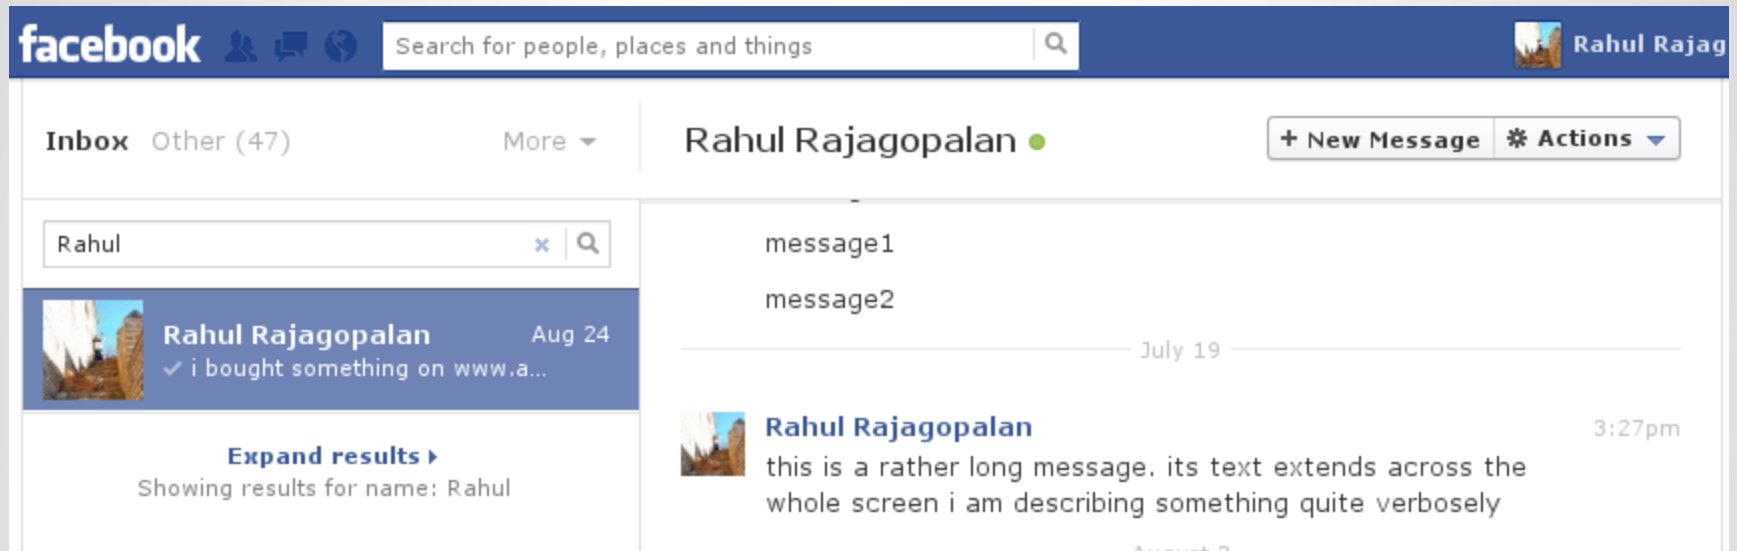 facebook
Search for people, places and things
Rahul Rajag
Inbox Other (47) More
Rahul Rajagopalan
+ New Message Actions
Rahul
Rahul Rajagopalan Aug 24
i bought something on www.a...
Expand results
Showing results for name: Rahul
message1
message2
July 19
Rahul Rajagopalan 3:27pm
this is a rather long message. its text extends across the
whole screen i am describing something quite verbosely